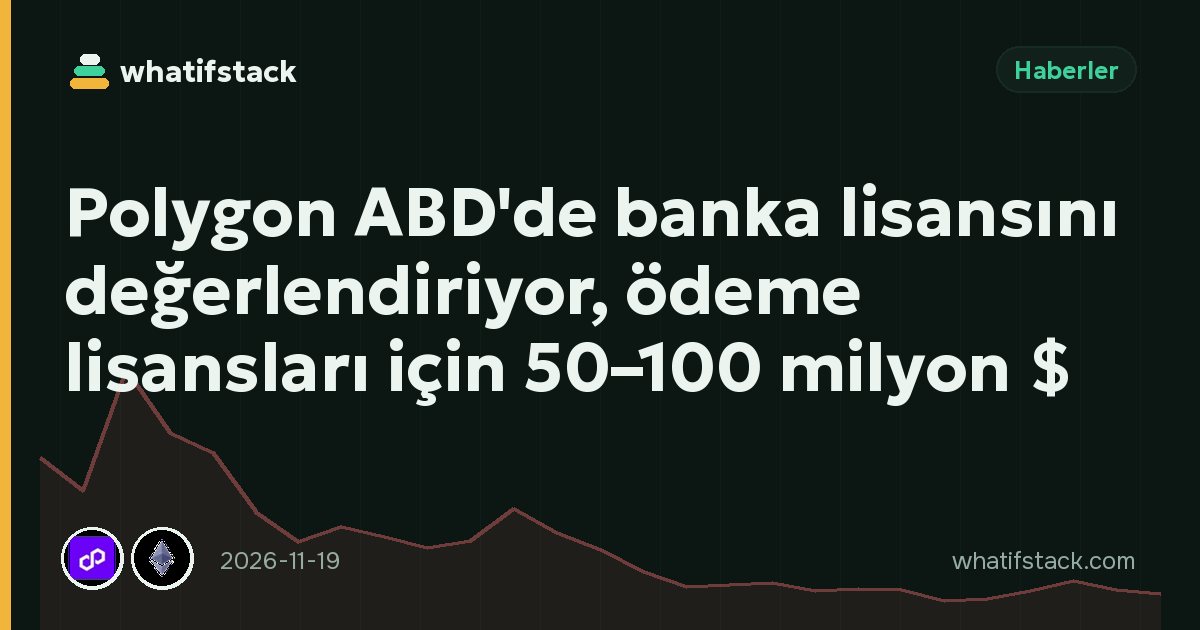 whatifstack
Haberler
Polygon ABD'de banka lisansını
değerlendiriyor, ödeme
lisansları için 50–100 milyon $
2026-11-19
whatifstack.com